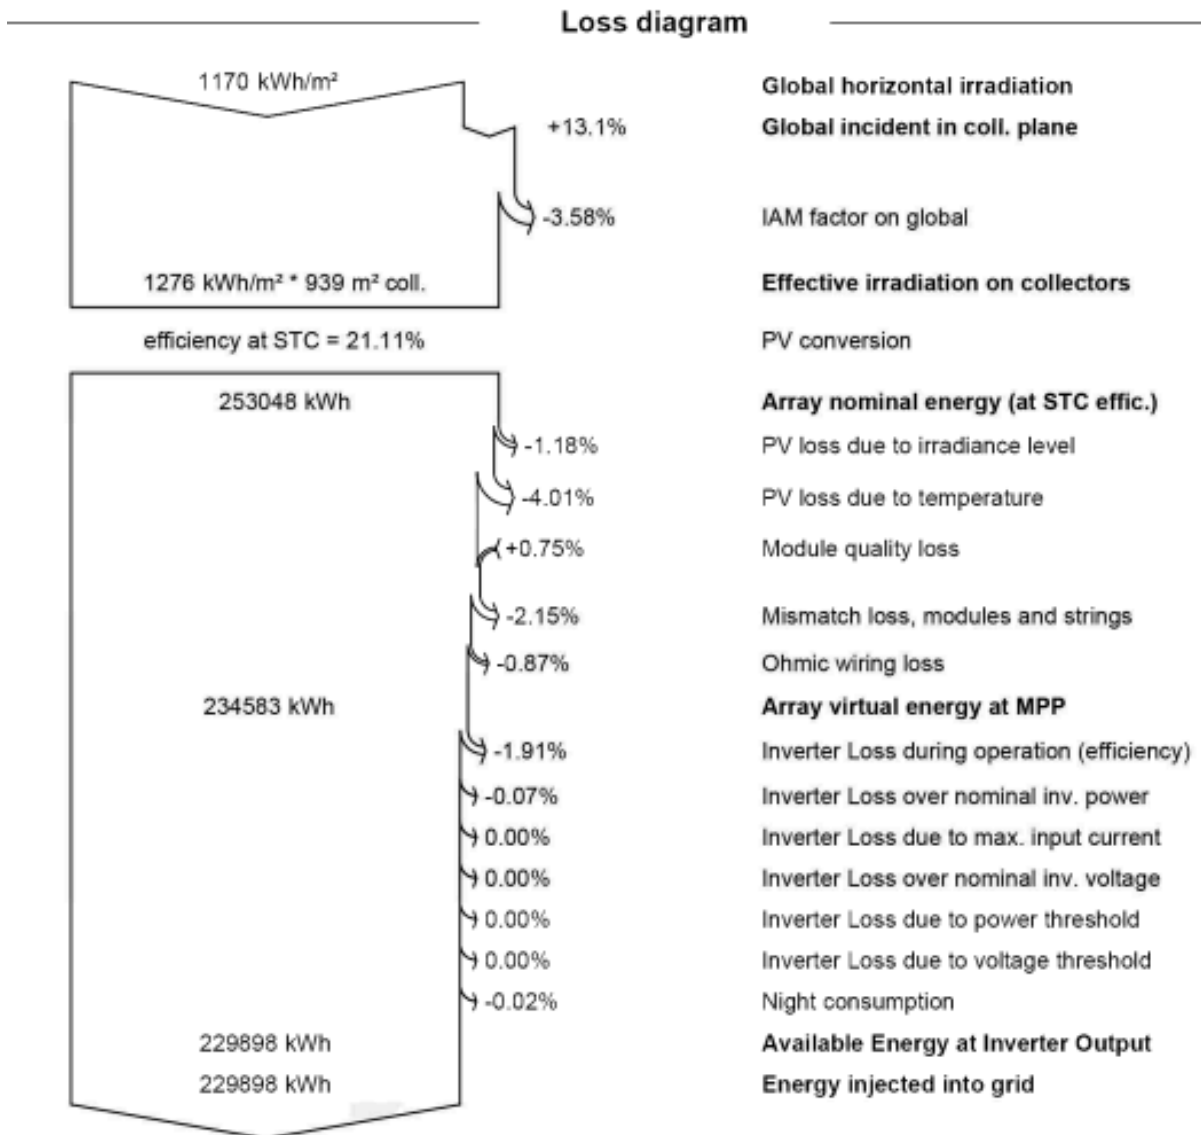 Loss diagram
1170 kWh/m² Global horizontal irradiation
+13.1% Global incident in coll. plane
-3.58% IAM factor on global
1276 kWh/m² * 939 m² coll. Effective irradiation on collectors
efficiency at STC = 21.11% PV conversion
253048 kWh Array nominal energy (at STC effic.)
-1.18% PV loss due to irradiance level
-4.01% PV loss due to temperature
+0.75% Module quality loss
-2.15% Mismatch loss, modules and strings
-0.87% Ohmic wiring loss
234583 kWh Array virtual energy at MPP
-1.91% Inverter Loss during operation (efficiency)
-0.07% Inverter Loss over nominal inv. power
0.00% Inverter Loss due to max. input current
0.00% Inverter Loss over nominal inv. voltage
0.00% Inverter Loss due to power threshold
0.00% Inverter Loss due to voltage threshold
-0.02% Night consumption
229898 kWh Available Energy at Inverter Output
229898 kWh Energy injected into grid